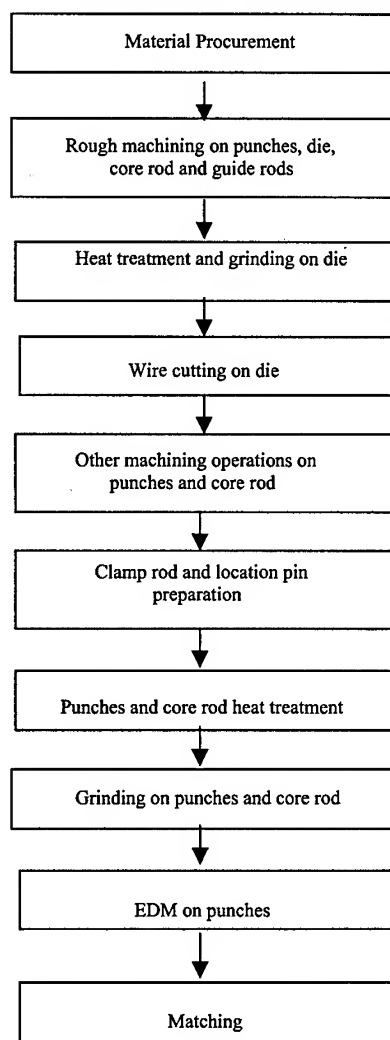 Material Procurement
Rough machining on punches, die,
core rod and guide rods
Heat treatment and grinding on die
Wire cutting on die
Other machining operations on
punches and core rod
Clamp rod and location pin
preparation
Punches and core rod heat treatment
Grinding on punches and core rod
EDM on punches
Matching